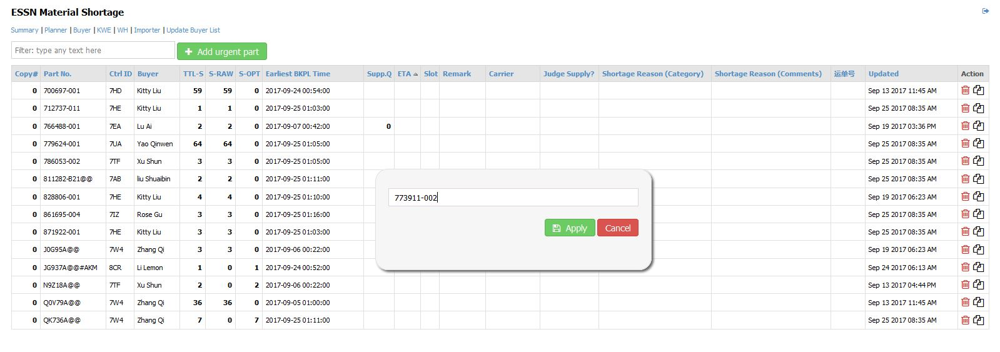 ESSN Material Shortage
Summary | Planner | Buyer | KWE | WH | Importer | Update Buyer List
Filter: type any text here Add urgent part
Copy# Part No. Ctrl ID Buyer TTL-S S-RAW S-OPT Earliest BKPL Time Supp.Q ETA Slot Remark Carrier Judge Supply? Shortage Reason (Category) Shortage Reason (Comments) 运单号 Updated Action
0 700697-001 7HD Kitty Liu 59 59 0 2017-09-24 00:54:00 Sep 13 2017 11:45 AM
0 712737-011 7HE Kitty Liu 1 1 0 2017-09-25 01:03:00 Sep 25 2017 08:35 AM
0 766488-001 7EA Lu Ai 2 2 0 2017-09-07 00:42:00 0 Sep 19 2017 03:36 PM
0 779624-001 7UA Yao Qinwen 64 64 0 2017-09-25 01:05:00 Sep 25 2017 08:35 AM
0 786053-002 7TF Xu Shun 3 3 0 2017-09-25 01:05:00 Sep 25 2017 08:35 AM
0 811282-B21@@ 7AB liu Shuaibin 2 2 0 2017-09-25 01:11:00 Sep 25 2017 08:35 AM
0 828806-001 7HE Kitty Liu 4 4 0 2017-09-25 01:10:00 Sep 19 2017 06:23 AM
0 861695-004 7IZ Rose Gu 3 3 0 2017-09-25 01:16:00 Sep 25 2017 08:35 AM
0 871922-001 7HE Kitty Liu 3 3 0 2017-09-25 01:03:00 Sep 25 2017 08:35 AM
0 J0G95A@@ 7W4 Zhang Qi 3 3 0 2017-09-06 00:22:00 Sep 19 2017 06:23 AM
0 JG937A@@#AKM 8CR Li Lemon 1 0 1 2017-09-24 00:52:00 Sep 24 2017 06:13 AM
0 N9Z18A@@ 7TF Xu Shun 2 0 2 2017-09-06 00:22:00 Sep 13 2017 04:44 PM
0 Q0V79A@@ 7W4 Zhang Qi 36 36 0 2017-09-05 01:00:00 Sep 13 2017 11:45 AM
0 QK736A@@ 7W4 Zhang Qi 7 0 7 2017-09-25 01:11:00 Sep 25 2017 08:35 AM
773911-002
Apply Cancel